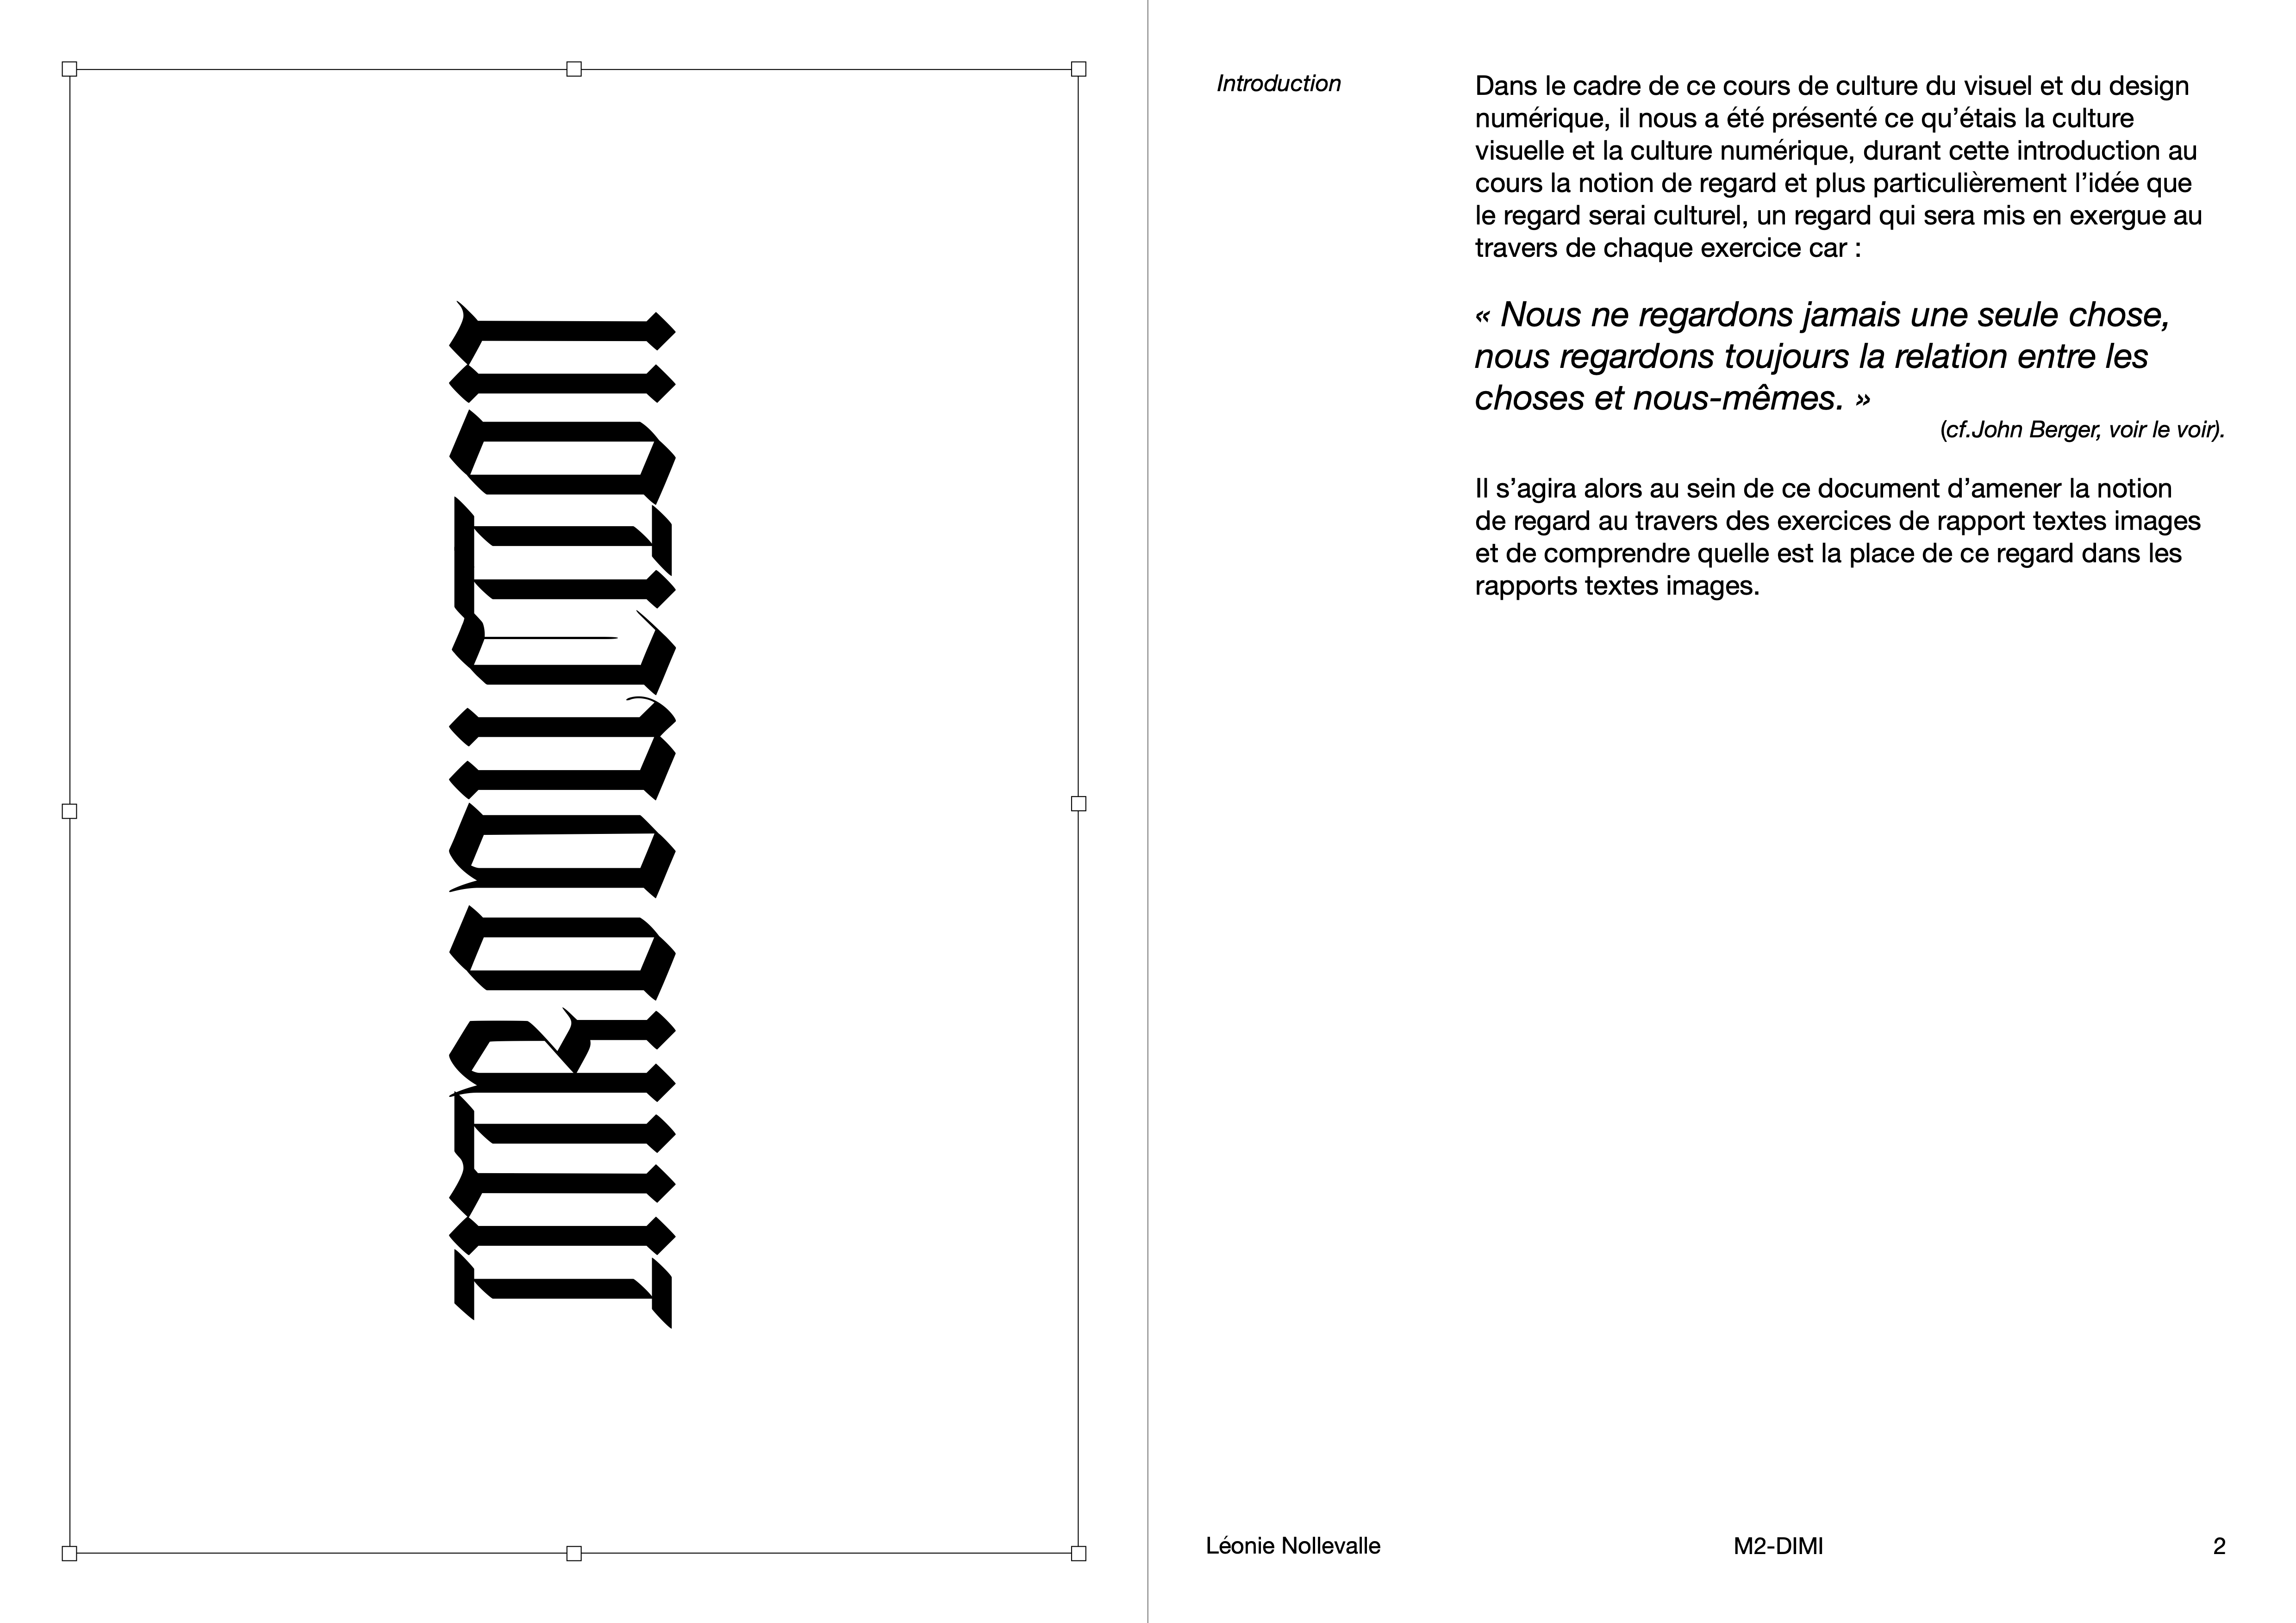 INTRODUCTION
Introduction
Dans le cadre de ce cours de culture du visuel et du design
numérique, il nous a été présenté ce qu’étais la culture
visuelle et la culture numérique, durant cette introduction au
cours la notion de regard et plus particulièrement l’idée que
le regard serai culturel, un regard qui sera mis en exergue au
travers de chaque exercice car :
« Nous ne regardons jamais une seule chose,
nous regardons toujours la relation entre les
choses et nous-mêmes. »
(cf.John Berger, voir le voir).
Il s’agira alors au sein de ce document d’amener la notion
de regard au travers des exercices de rapport textes images
et de comprendre quelle est la place de ce regard dans les
rapports textes images.
Léonie Nollevalle
M2-DIMI
2